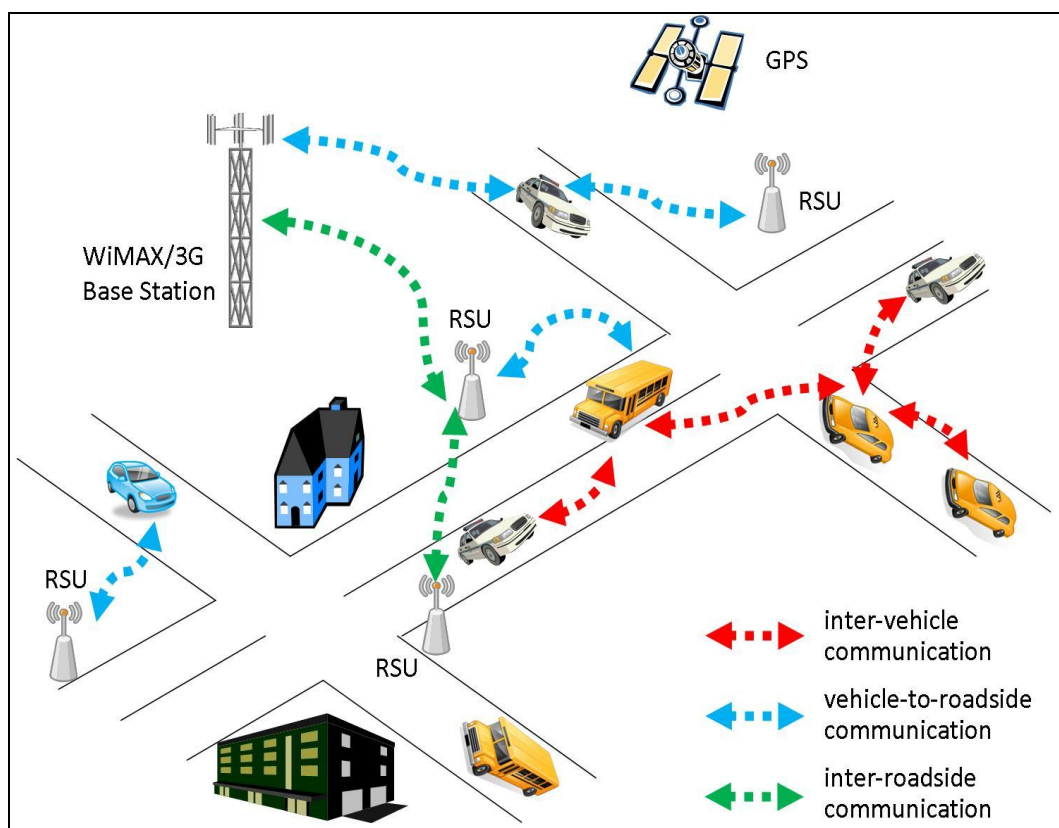 GPS
RSU
WiMAX/3G
Base Station
RSU
RSU
RSU
inter-vehicle
communication
vehicle-to-roadside
communication
inter-roadside
communication